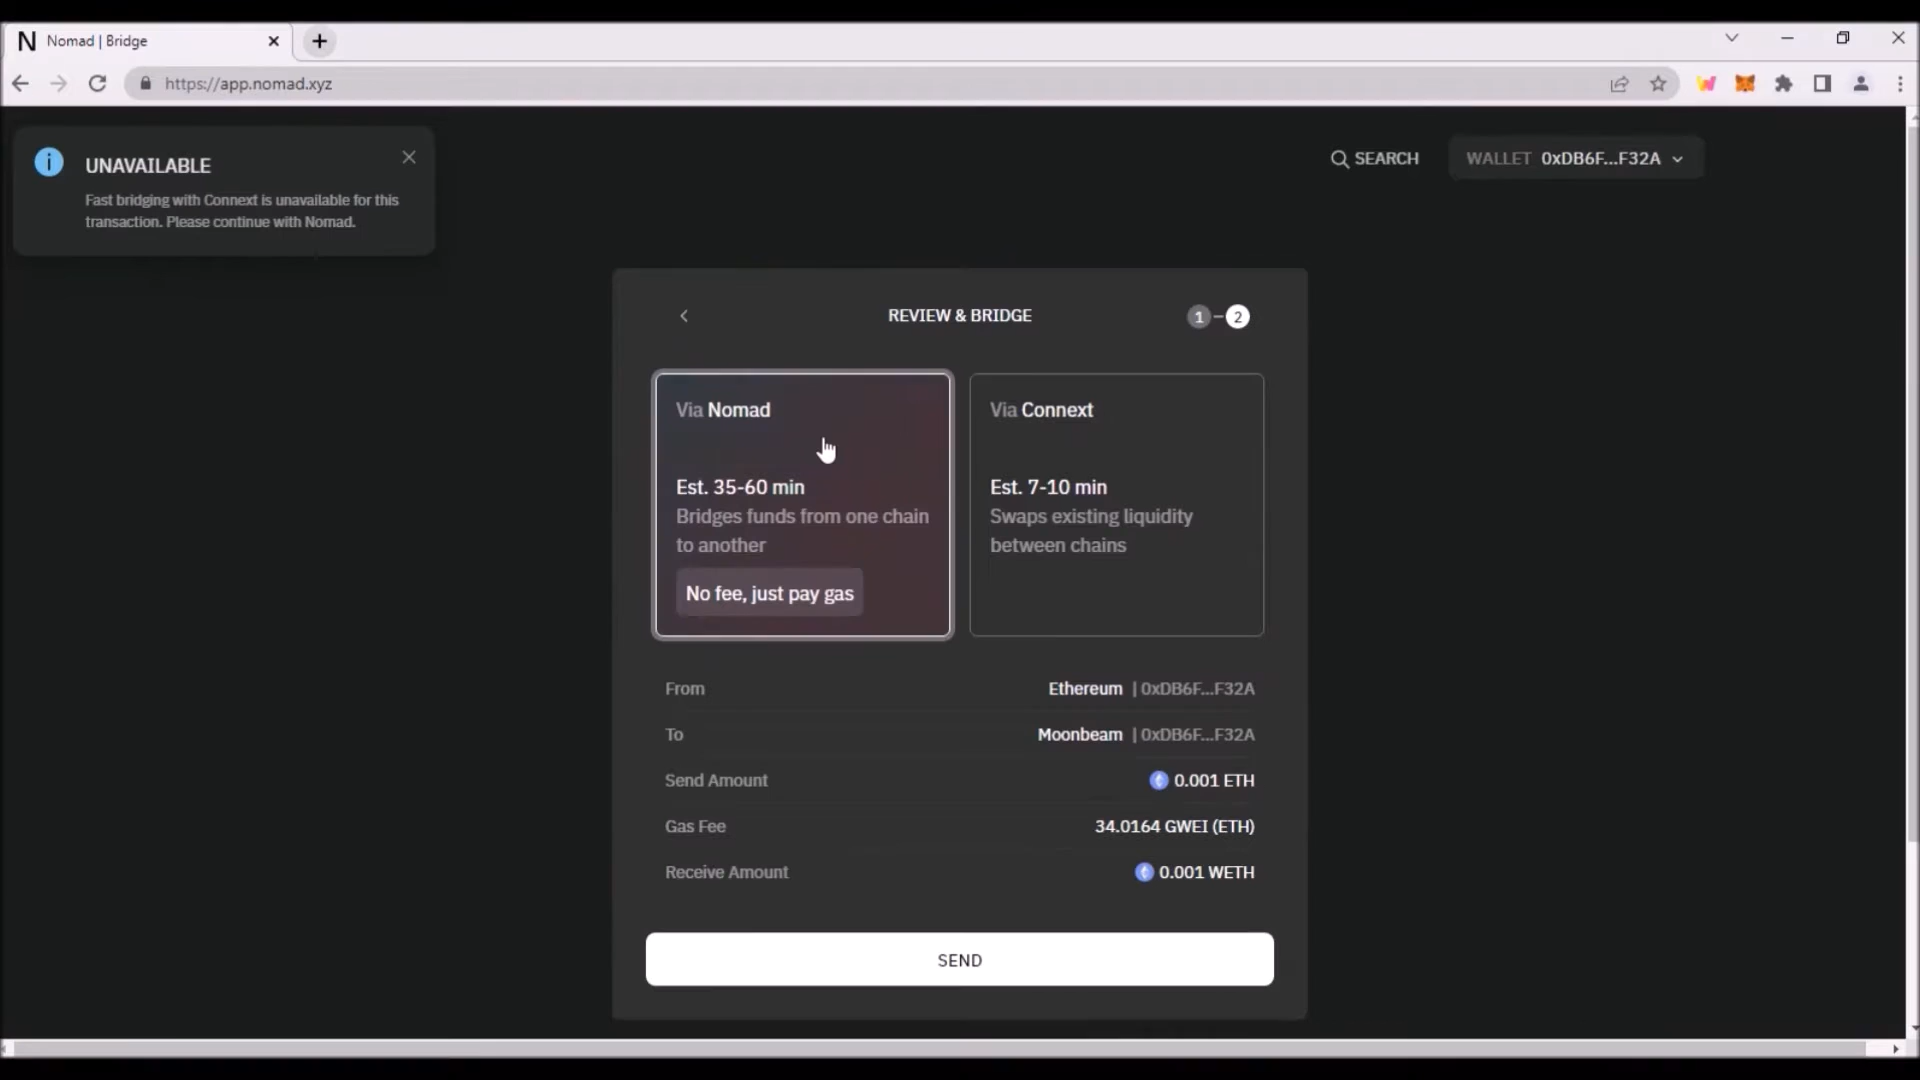 N Nomad | Bridge
https://app.nomad.xyz
UNAVAILABLE
Fast bridging with Connext is unavailable for this
transaction. Please continue with Nomad.
SEARCH
WALLET 0xDB6F...F32A
REVIEW & BRIDGE
1 - 2
Via Nomad
Est. 35-60 min
Bridges funds from one chain
to another
No fee, just pay gas
Via Connext
Est. 7-10 min
Swaps existing liquidity
between chains
From Ethereum | 0xDB6F...F32A
To Moonbeam | 0xDB6F...F32A
Send Amount 0.001 ETH
Gas Fee 34.0164 GWEI (ETH)
Receive Amount 0.001 WETH
SEND